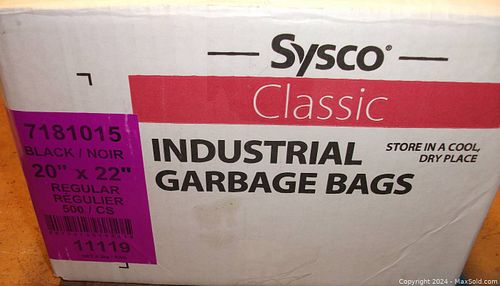 Sysco®
Classic
INDUSTRIAL
GARBAGE BAGS
STORE IN A COOL,
DRY PLACE
7181015
BLACK / NOIR
20" x 22"
REGULAR
RÉGULIER
500 / CS
11119
Copyright 2024 - MaxSold.com